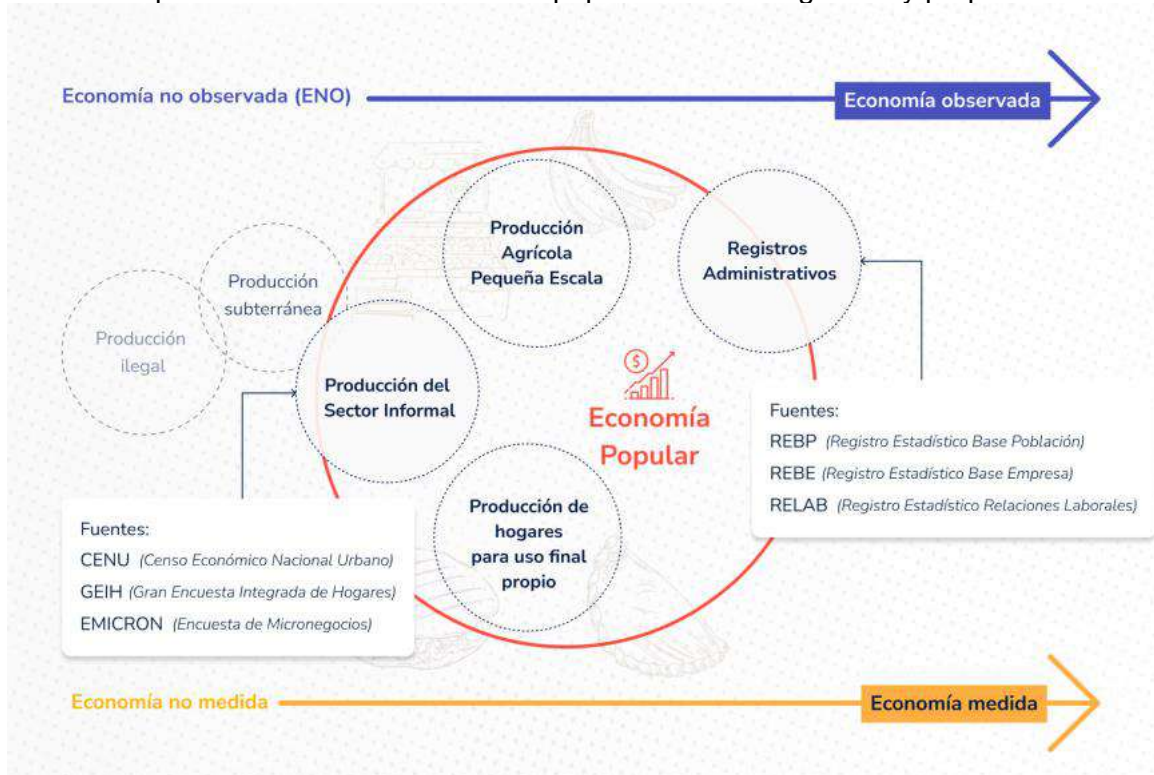 Economía no observada (ENO)
Economía observada
Producción
Agrícola
Pequeña Escala
Registros
Administrativos
Producción
subterránea
Producción
ilegal
Producción del
Sector Informal
$
Economía
Popular
Producción de
hogares
para uso final
propio
Fuentes:
REBP (Registro Estadístico Base Población)
REBE (Registro Estadístico Base Empresa)
RELAB (Registro Estadístico Relaciones Laborales)
Fuentes:
CENU (Censo Económico Nacional Urbano)
GEIH (Gran Encuesta Integrada de Hogares)
EMICRON (Encuesta de Micronegocios)
Economía no medida
Economía medida